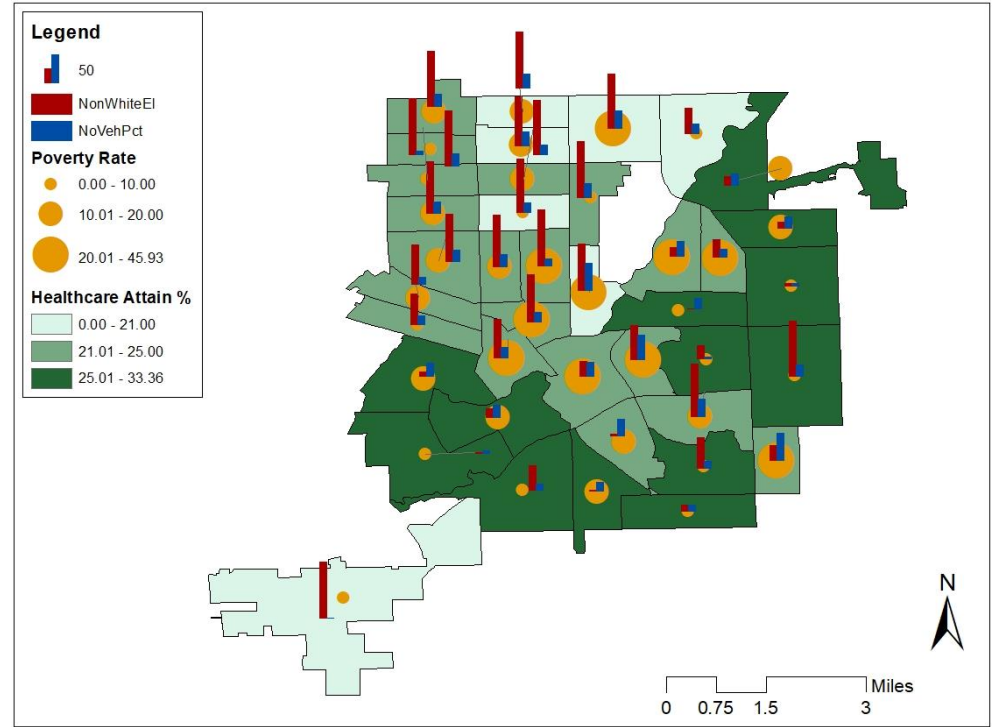 Legend
50
NonWhiteEl
NoVehPct
Poverty Rate
0.00 - 10.00
10.01 - 20.00
20.01 - 45.93
Healthcare Attain %
0.00 - 21.00
21.01 - 25.00
25.01 - 33.36
N
Miles
0 0.75 1.5 3